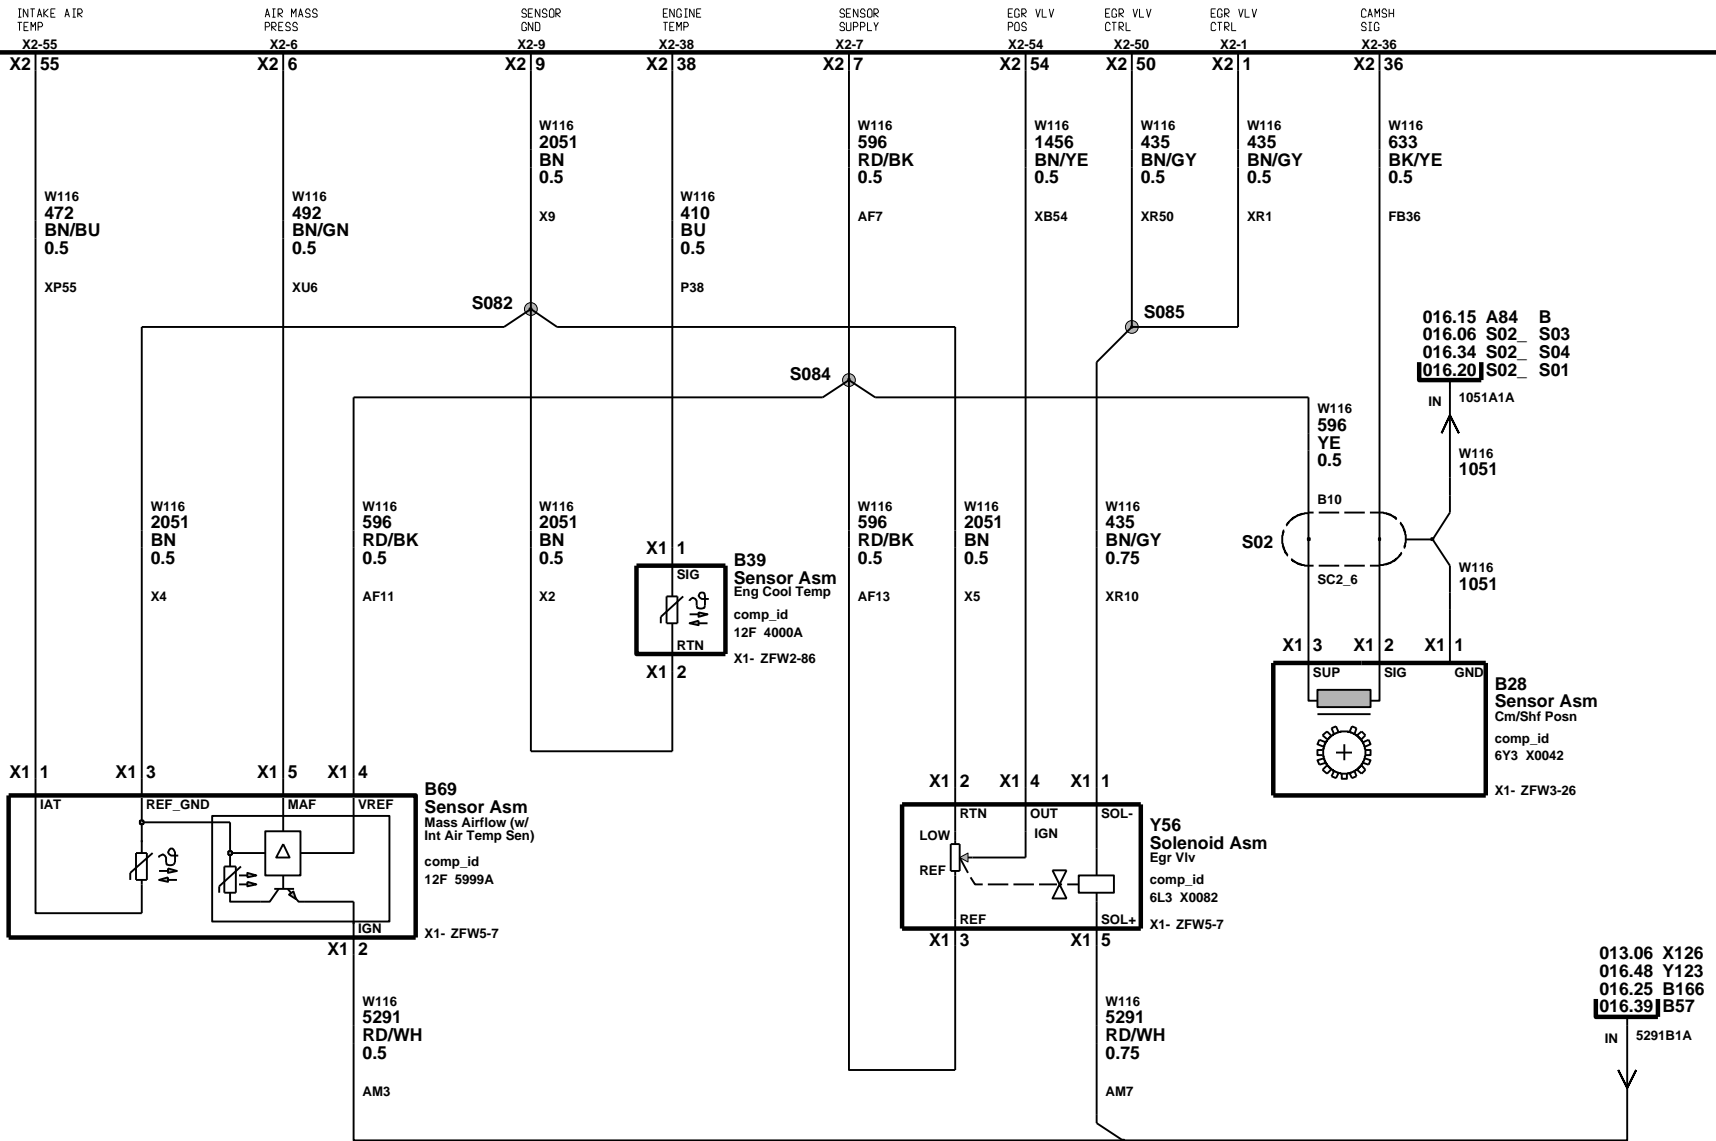 INTAKE AIR
TEMP
X2-55
AIR MASS
PRESS
X2-6
SENSOR
GND
X2-9
ENGINE
TEMP
X2-38
SENSOR
SUPPLY
X2-7
EGR VLV
POS
X2-54
EGR VLV
CTRL
X2-50
EGR VLV
CTRL
X2-1
CAMSH
SIG
X2-36
X2 55
X2 6
X2 9
X2 38
X2 7
X2 54
X2 50
X2 1
X2 36
W116
2051
BN
0.5
X9
W116
596
RD/BK
0.5
AF7
W116
1456
BN/YE
0.5
XB54
W116
435
BN/GY
0.5
XR50
W116
435
BN/GY
0.5
XR1
W116
633
BK/YE
0.5
FB36
W116
472
BN/BU
0.5
XP55
W116
492
BN/GN
0.5
XU6
W116
410
BU
0.5
P38
S082
S085
S084
016.15 A84 B
016.06 S02_ S03
016.34 S02_ S04
016.20 S02_ S01
IN 1051A1A
W116
596
YE
0.5
B10
W116
1051
S02
SC2_6
W116
1051
W116
2051
BN
0.5
X4
W116
596
RD/BK
0.5
AF11
W116
2051
BN
0.5
X2
X1 1
SIG
RTN
X1 2
B39
Sensor Asm
Eng Cool Temp
comp_id
12F 4000A
X1- ZFW2-86
W116
596
RD/BK
0.5
AF13
W116
2051
BN
0.5
X5
W116
435
BN/GY
0.75
XR10
X1 3
X1 2
X1 1
SUP
SIG
GND
B28
Sensor Asm
Cm/Shf Posn
comp_id
6Y3 X0042
X1- ZFW3-26
X1 1
X1 3
X1 5
X1 4
IAT
REF_GND
MAF
VREF
IGN
X1 2
B69
Sensor Asm
Mass Airflow (w/
Int Air Temp Sen)
comp_id
12F 5999A
X1- ZFW5-7
X1 2
X1 4
X1 1
RTN
OUT
SOL-
LOW
IGN
REF
REF
SOL+
X1 3
X1 5
Y56
Solenoid Asm
Egr Vlv
comp_id
6L3 X0082
X1- ZFW5-7
W116
5291
RD/WH
0.5
AM3
W116
5291
RD/WH
0.75
AM7
013.06 X126
016.48 Y123
016.25 B166
016.39 B57
IN 5291B1A